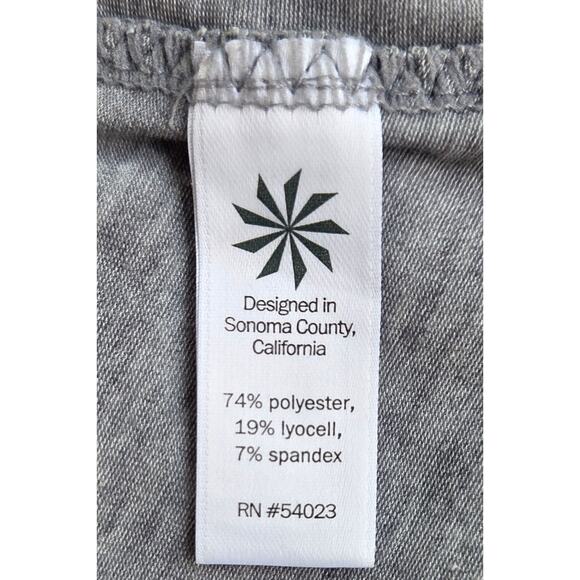 Designed in
Sonoma County,
California
74% polyester,
19% lyocell,
7% spandex
RN #54023